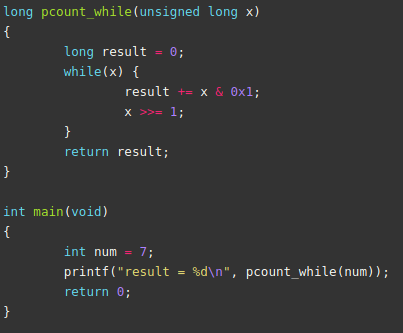 long pcount_while(unsigned long x)
{
        long result = 0;
        while(x) {
                result += x & 0x1;
                x >>= 1;
        }
        return result;
}

int main(void)
{
        int num = 7;
        printf("result = %d\n", pcount_while(num));
        return 0;
}